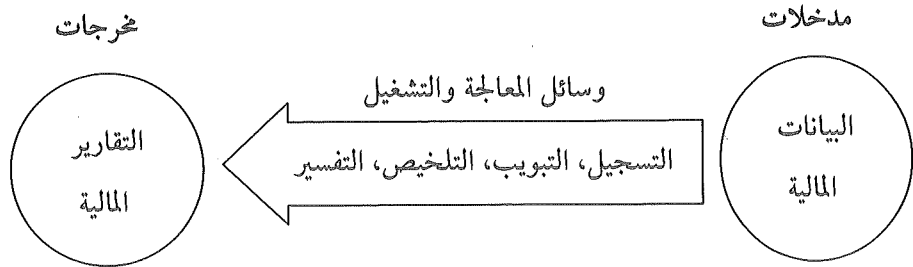 مدخلات
مخرجات
وسائل المعالجة والتشغيل
البيانات
المالية
التسجيل، التبويب، التلخيص، التفسير
التقارير
المالية